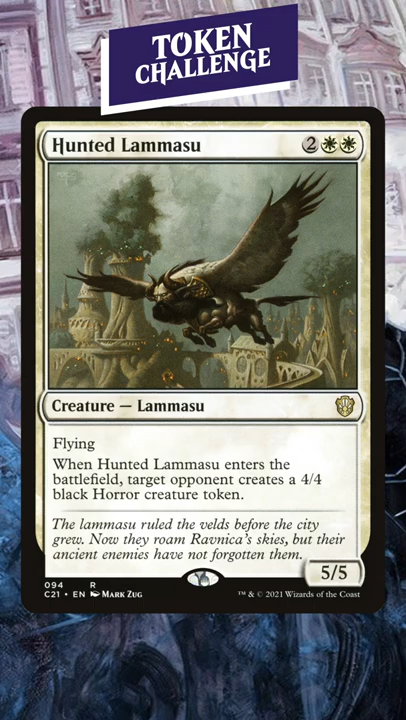 TOKEN
CHALLENGE
Hunted Lammasu
2
Creature — Lammasu
Flying
When Hunted Lammasu enters the
battlefield, target opponent creates a 4/4
black Horror creature token.
The lammasu ruled the velds before the city
grew. Now they roam Ravnica's skies, but their
ancient enemies have not forgotten them.
5/5
094 R
C21 • EN Mark Zug
™ & © 2021 Wizards of the Coast